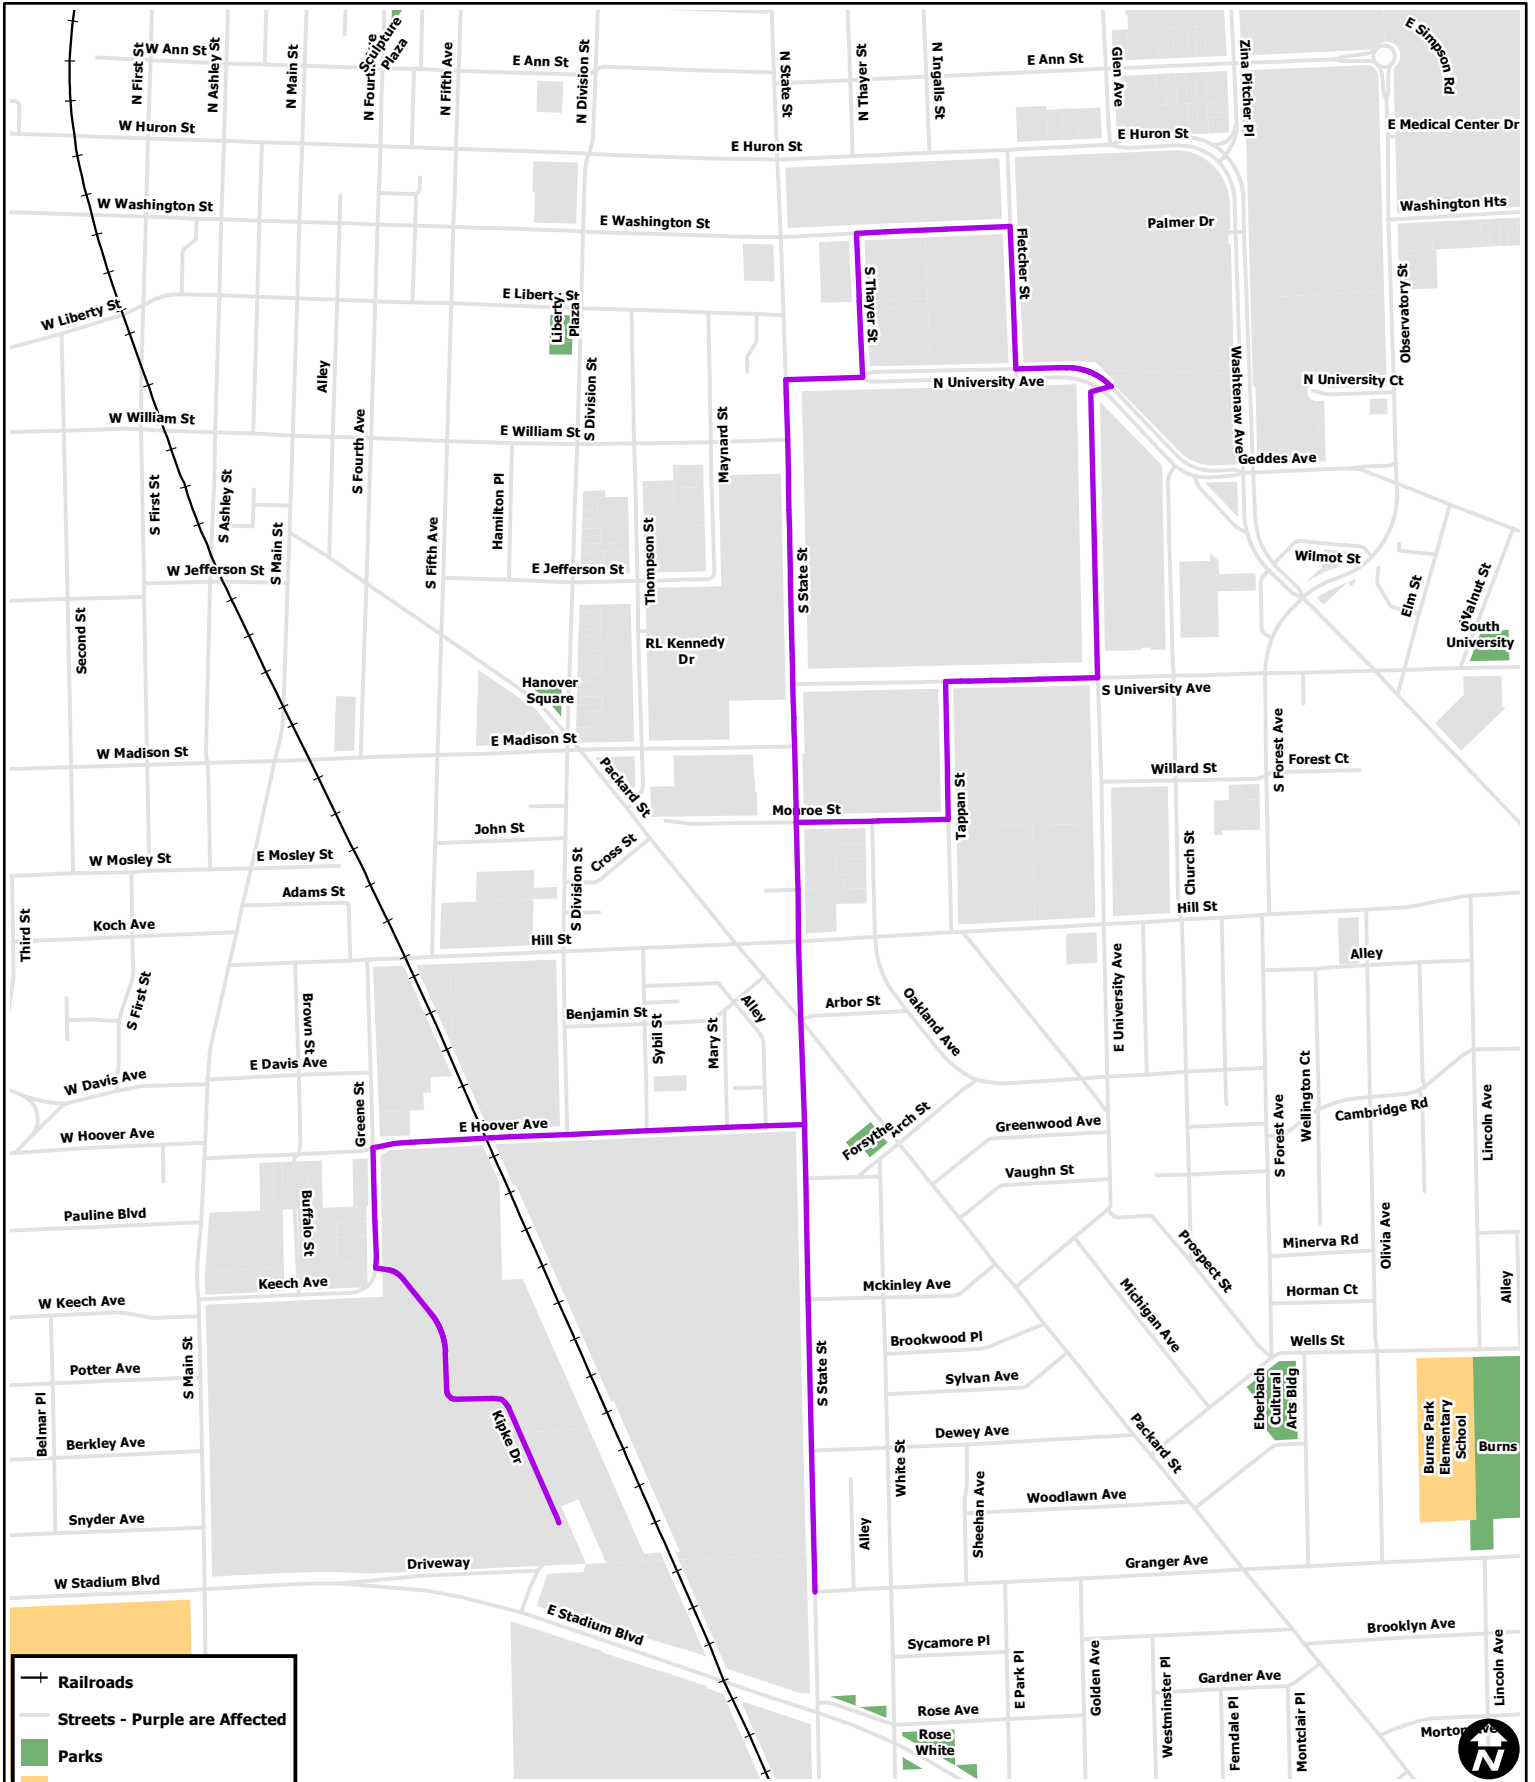 Sculpture
Plaza
E Simpson Rd
W Ann St
E Ann St
E Ann St
N First St
N Ashley St
N Main St
N Fifth Ave
N Division St
N State St
N Thayer St
N Ingalls St
Glen Ave
Zina Pitcher Pl
W Huron St
E Huron St
E Huron St
E Medical Center Dr
W Washington St
E Washington St
Palmer Dr
Washington Hts
W Liberty St
E Liberty St
Liberty
Plaza
S Thayer St
Fletcher St
Observatory St
Alley
S Division St
N University Ave
N University Ct
Washtenaw Ave
W William St
E William St
Maynard St
S Fourth Ave
Geddes Ave
S First St
S Ashley St
S Main St
Hamilton Pl
S Fifth Ave
Thompson St
S State St
W Jefferson St
E Jefferson St
Wilmot St
Elm St
Walnut St
South
University
Second St
RL Kennedy
Dr
Hanover
Square
S University Ave
W Madison St
E Madison St
Packard St
Willard St
S Forest Ave
Forest Ct
Monroe St
Tappan St
John St
Cross St
W Mosley St
E Mosley St
Adams St
S Division St
Church St
Hill St
Third St
Koch Ave
Hill St
Alley
S First St
Brown St
Benjamin St
Sybil St
Mary St
Alley
Arbor St
Oakland Ave
E University Ave
W Davis Ave
E Davis Ave
Greene St
Wellington Ct
Cambridge Rd
Lincoln Ave
W Hoover Ave
E Hoover Ave
Forsythe
Arch St
Greenwood Ave
Vaughn St
S Forest Ave
Pauline Blvd
Buffalo St
Prospect St
Minerva Rd
Olivia Ave
Keech Ave
W Keech Ave
Mckinley Ave
Michigan Ave
Horman Ct
Alley
Potter Ave
S Main St
S State St
Brookwood Pl
Sylvan Ave
Wells St
Belmar Pl
Berkley Ave
Kipke Dr
Dewey Ave
Packard St
Eberbach
Cultural
Arts Bldg
Burns Park
Elementary
School
Burns
White St
Sheehan Ave
Woodlawn Ave
Snyder Ave
Alley
Driveway
W Stadium Blvd
Granger Ave
E Stadium Blvd
Sycamore Pl
E Park Pl
Golden Ave
Westminster Pl
Brooklyn Ave
Lincoln Ave
Gardner Ave
Ferndale Pl
Montclair Pl
Rose Ave
Rose
White
N
Railroads
Streets - Purple are Affected
Parks